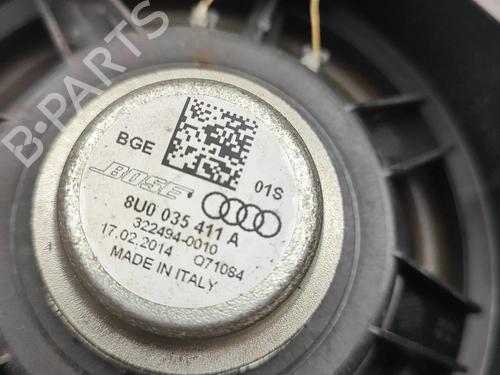 B-PARTS
BGE
01S
BOSE
8U0 035 411 A
322494-0010
17.02.2014 Q71084
MADE IN ITALY